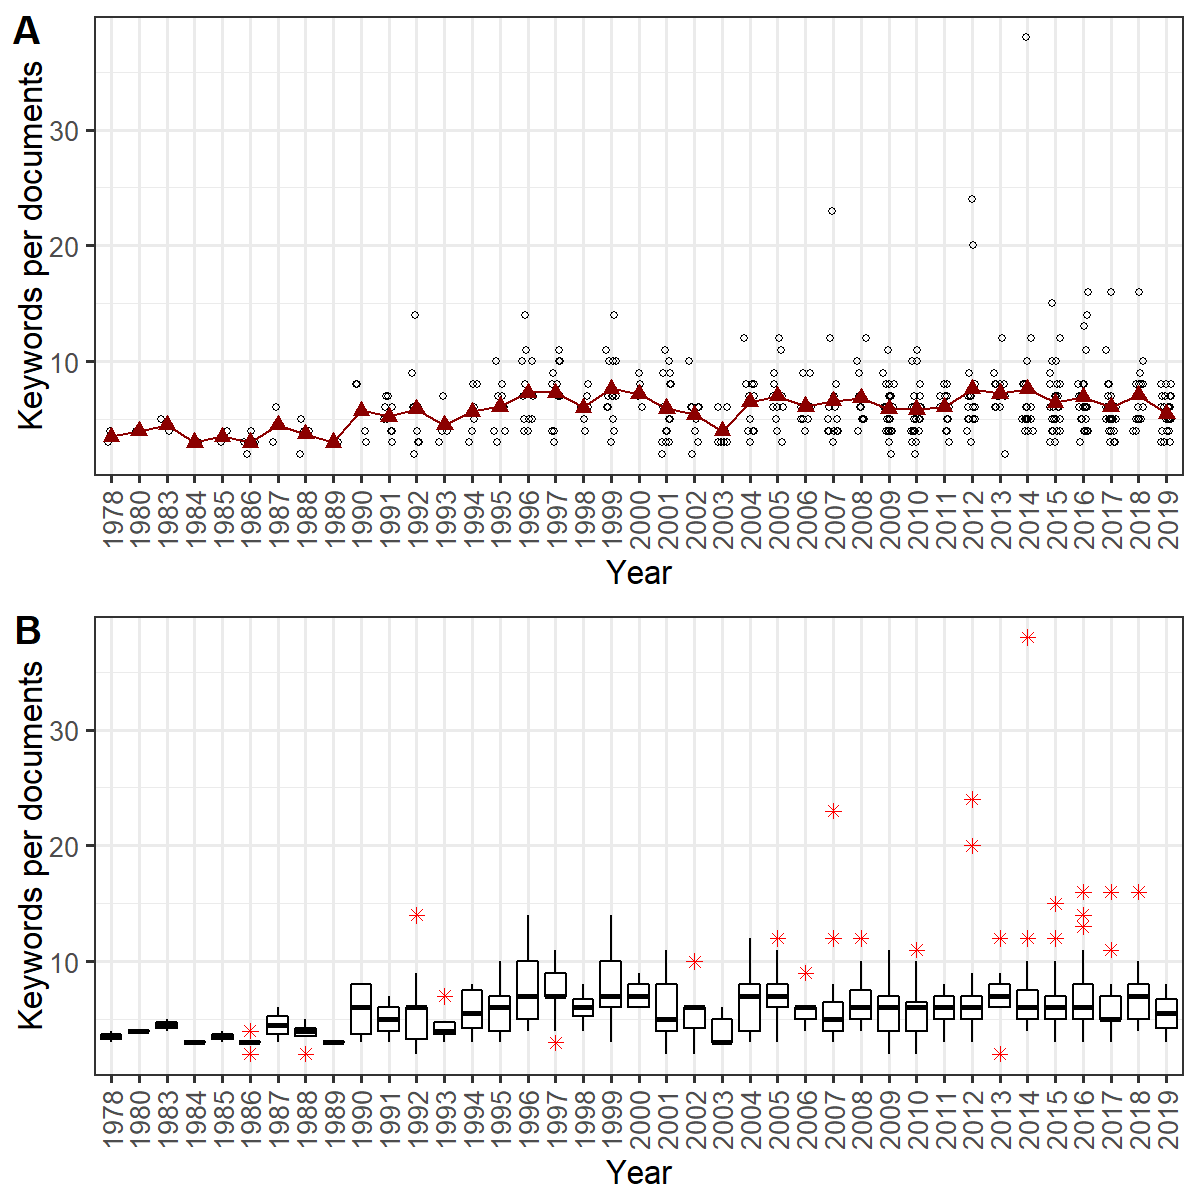 A
Keywords per documents
30
20
10
1978 1980 1983 1984 1985 1986 1987 1988 1989 1990 1991 1992 1993 1994 1995 1996 1997 1998 1999 2000 2001 2002 2003 2004 2005 2006 2007 2008 2009 2010 2011 2012 2013 2014 2015 2016 2017 2018 2019
Year
B
Keywords per documents
30
20
10
1978 1980 1983 1984 1985 1986 1987 1988 1989 1990 1991 1992 1993 1994 1995 1996 1997 1998 1999 2000 2001 2002 2003 2004 2005 2006 2007 2008 2009 2010 2011 2012 2013 2014 2015 2016 2017 2018 2019
Year